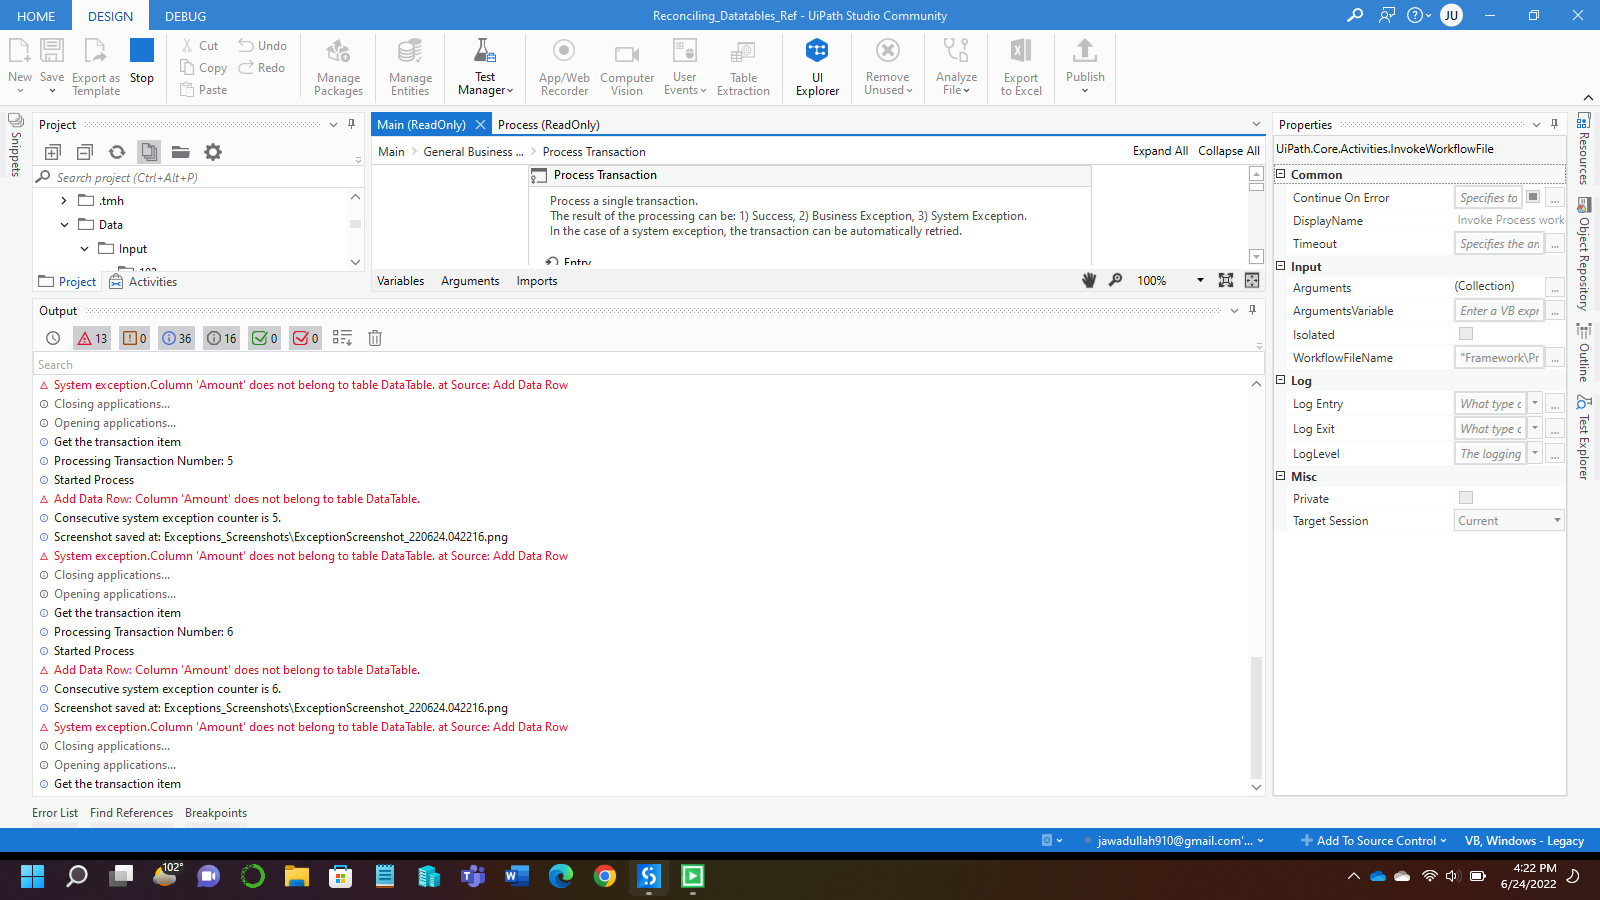 HOME DESIGN DEBUG Reconciling_Datatables_Ref - UiPath Studio Community JU
New Save Export as Template Stop Cut Copy Paste Undo Redo Manage Packages Manage Entities Test Manager App/Web Recorder Computer Vision User Events Table Extraction UI Explorer Remove Unused Analyze File Export to Excel Publish
Snippets
Project
Search project (Ctrl+Alt+P)
.tmh
Data
Input
Project Activities
Main (ReadOnly) Process (ReadOnly)
Main General Business ... Process Transaction Expand All Collapse All
Process Transaction
Process a single transaction.
The result of the processing can be: 1) Success, 2) Business Exception, 3) System Exception.
In the case of a system exception, the transaction can be automatically retried.
Entry
Variables Arguments Imports 100%
Output
13 0 36 16 0 0
Search
System exception.Column 'Amount' does not belong to table DataTable. at Source: Add Data Row
Closing applications...
Opening applications...
Get the transaction item
Processing Transaction Number: 5
Started Process
Add Data Row: Column 'Amount' does not belong to table DataTable.
Consecutive system exception counter is 5.
Screenshot saved at: Exceptions_Screenshots\ExceptionScreenshot_220624.042216.png
System exception.Column 'Amount' does not belong to table DataTable. at Source: Add Data Row
Closing applications...
Opening applications...
Get the transaction item
Processing Transaction Number: 6
Started Process
Add Data Row: Column 'Amount' does not belong to table DataTable.
Consecutive system exception counter is 6.
Screenshot saved at: Exceptions_Screenshots\ExceptionScreenshot_220624.042216.png
System exception.Column 'Amount' does not belong to table DataTable. at Source: Add Data Row
Closing applications...
Opening applications...
Get the transaction item
Error List Find References Breakpoints
Properties
UiPath.Core.Activities.InvokeWorkflowFile
Common
Continue On Error Specifies to ...
DisplayName Invoke Process work
Timeout Specifies the an ...
Input
Arguments (Collection) ...
ArgumentsVariable Enter a VB expr ...
Isolated
WorkflowFileName "Framework\Pr ...
Log
Log Entry What type c ...
Log Exit What type c ...
LogLevel The logging ...
Misc
Private
Target Session Current
Resources
Object Repository
Outline
Test Explorer
jawadullah910@gmail.com'... Add To Source Control VB, Windows - Legacy
102°
4:22 PM
6/24/2022